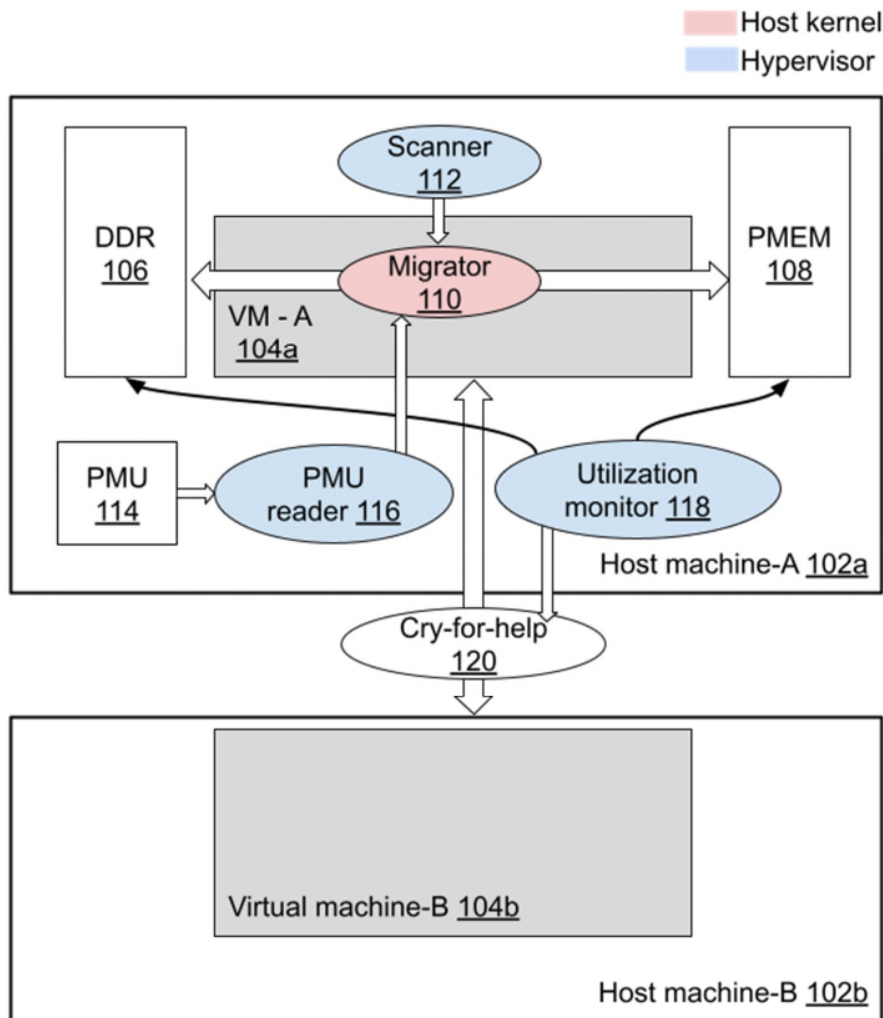 Host kernel
Hypervisor
Scanner
112
DDR
106
Migrator
110
PMEM
108
VM - A
104a
PMU
114
PMU
reader 116
Utilization
monitor 118
Host machine-A 102a
Cry-for-help
120
Virtual machine-B 104b
Host machine-B 102b